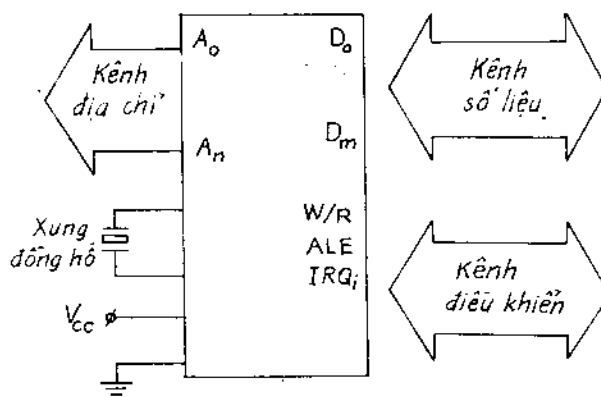 A₀
D₀
Kênh
địa chỉ
Kênh
số liệu
Aₙ
Dₘ
Xung
đồng hồ
W/R
ALE
IRQᵢ
Kênh
điều khiển
Vcc